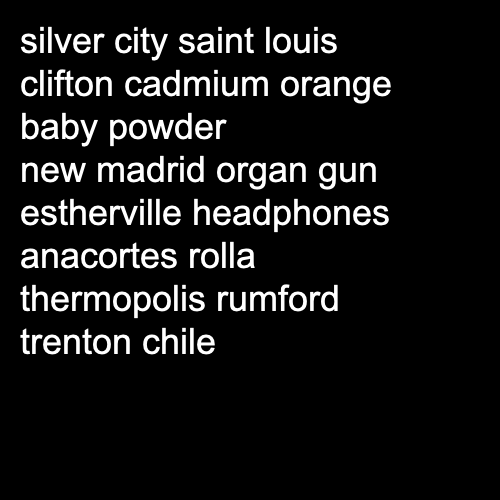 silver city saint louis
clifton cadmium orange
baby powder
new madrid organ gun
estherville headphones
anacortes rolla
thermopolis rumford
trenton chile